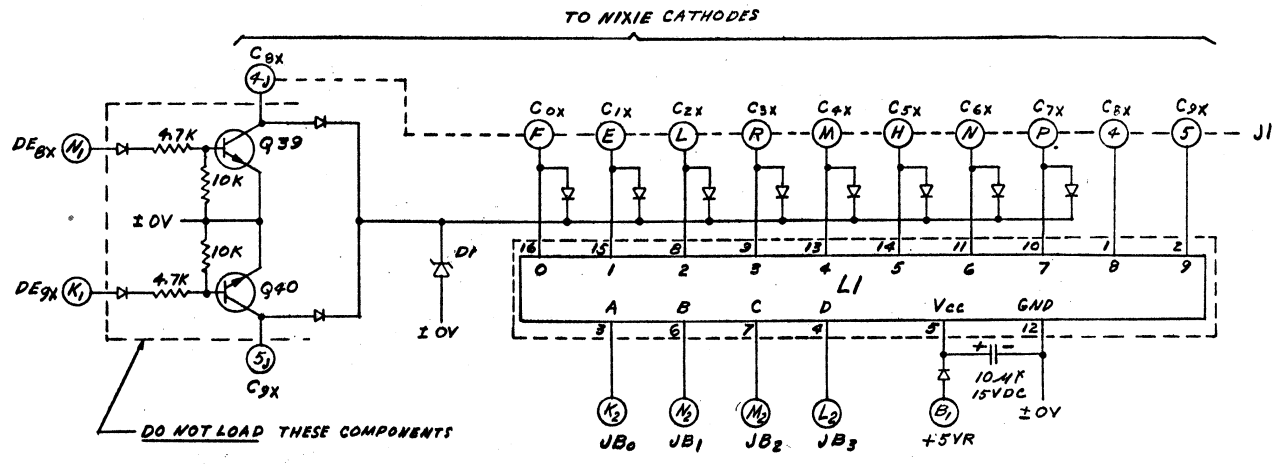 TO NIXIE CATHODES
C8X
4J
C0X C1X C2X C3X C4X C5X C6X C7X C8X C9X
F E L R M H N P 4 5 J1
DE8X N1 4.7K Q39
10K
±0V
10K
D1
DE9X K1 4.7K Q40
±0V
16 15 8 9 13 14 11 10 1 2
0 1 2 3 4 5 6 7 8 9
L1
A B C D Vcc GND
3 6 7 4 5 12
5J
C9X
+ -
10 µF
15VDC
±0V
K2 N2 M2 L2 B1
JB0 JB1 JB2 JB3 +5VR
DO NOT LOAD THESE COMPONENTS